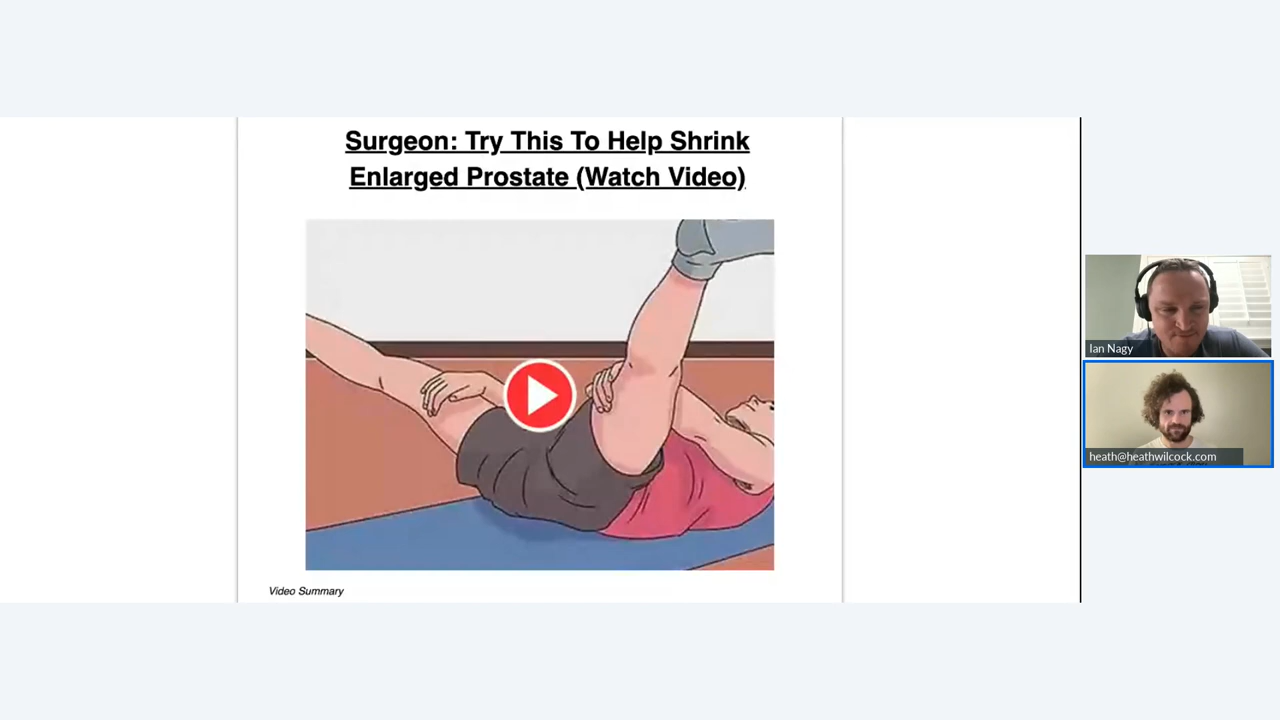 Surgeon: Try This To Help Shrink
Enlarged Prostate (Watch Video)
Video Summary
Ian Nagy
heath@heathwilcock.com